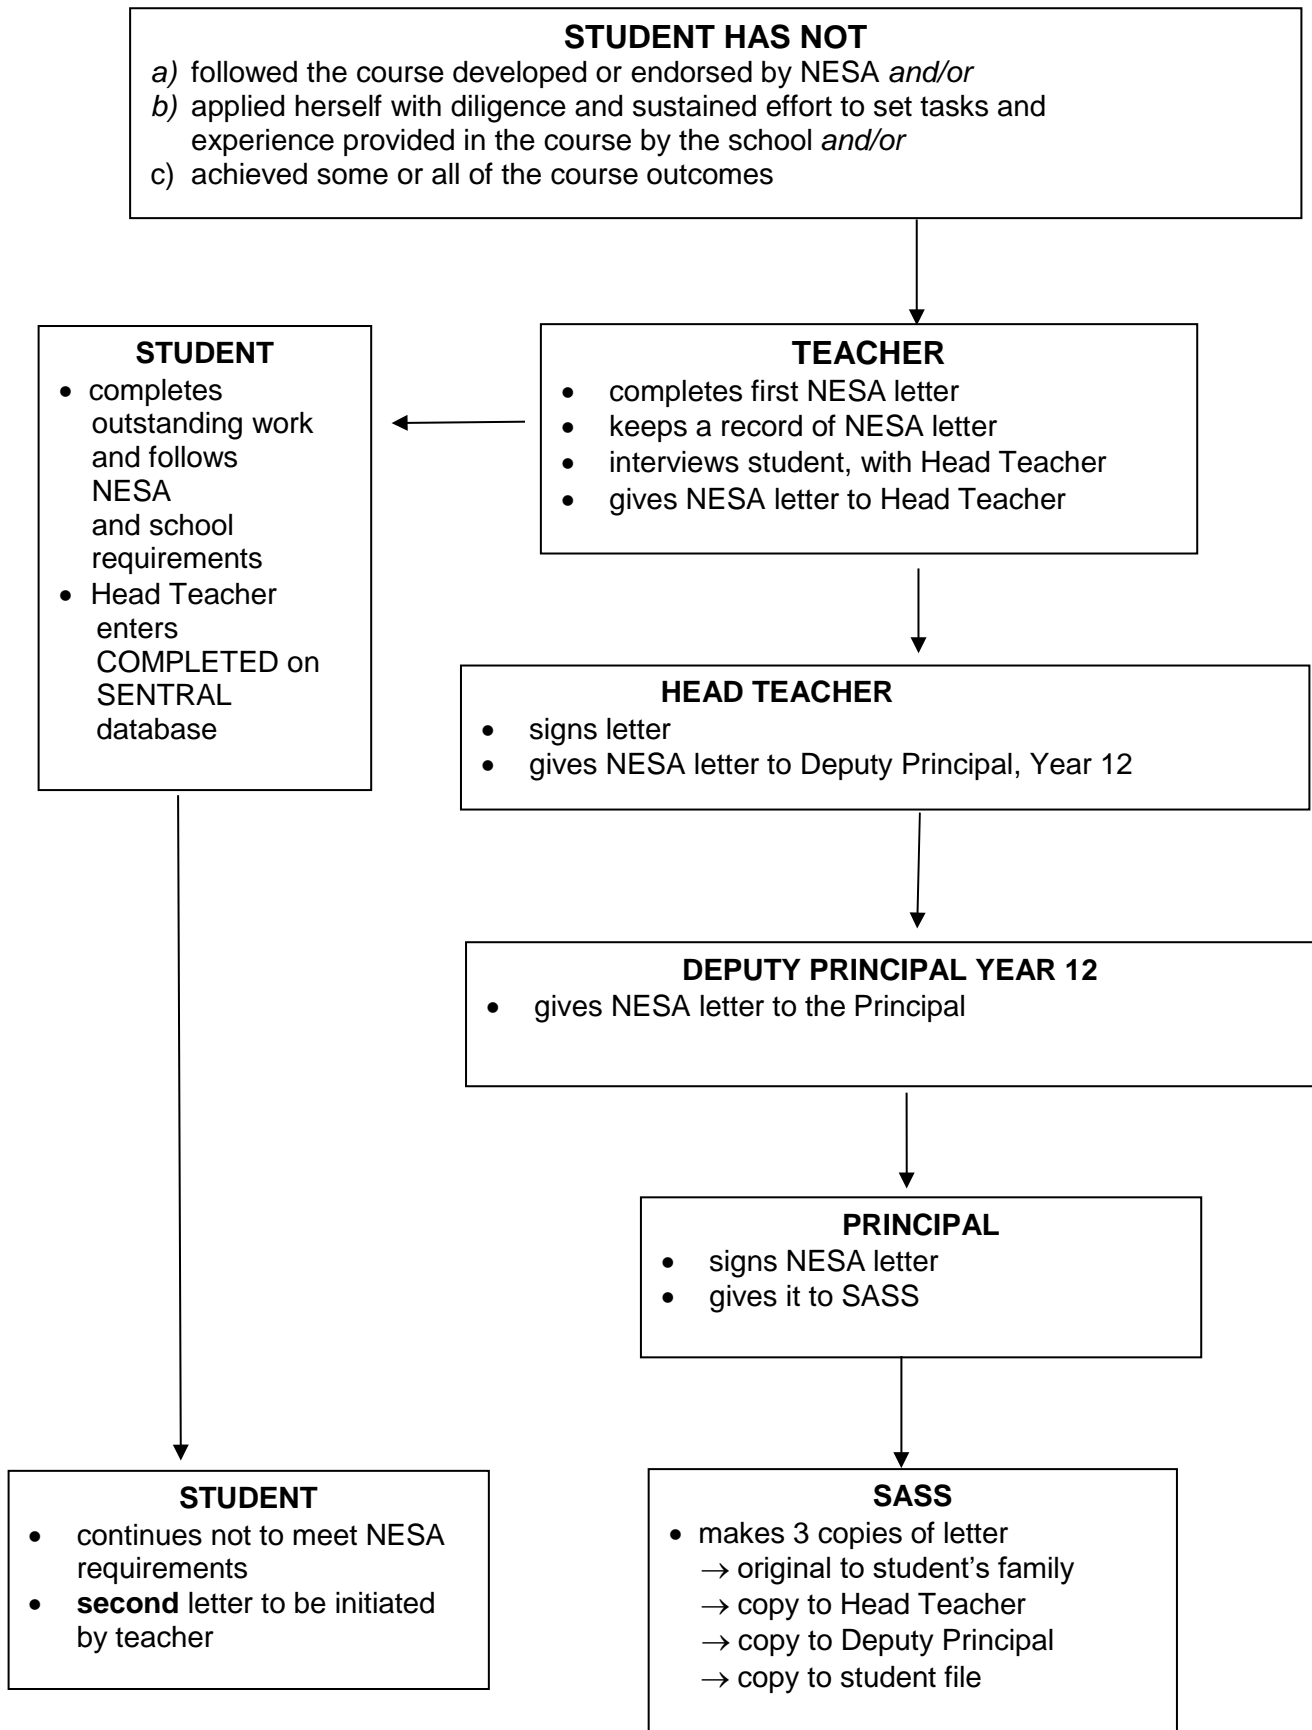 STUDENT HAS NOT
a) followed the course developed or endorsed by NESA and/or
b) applied herself with diligence and sustained effort to set tasks and
experience provided in the course by the school and/or
c) achieved some or all of the course outcomes
TEACHER
• completes first NESA letter
• keeps a record of NESA letter
• interviews student, with Head Teacher
• gives NESA letter to Head Teacher
STUDENT
• completes
outstanding work
and follows
NESA
and school
requirements
• Head Teacher
enters
COMPLETED on
SENTRAL
database
HEAD TEACHER
• signs letter
• gives NESA letter to Deputy Principal, Year 12
DEPUTY PRINCIPAL YEAR 12
• gives NESA letter to the Principal
PRINCIPAL
• signs NESA letter
• gives it to SASS
STUDENT
• continues not to meet NESA
requirements
• second letter to be initiated
by teacher
SASS
• makes 3 copies of letter
→ original to student’s family
→ copy to Head Teacher
→ copy to Deputy Principal
→ copy to student file